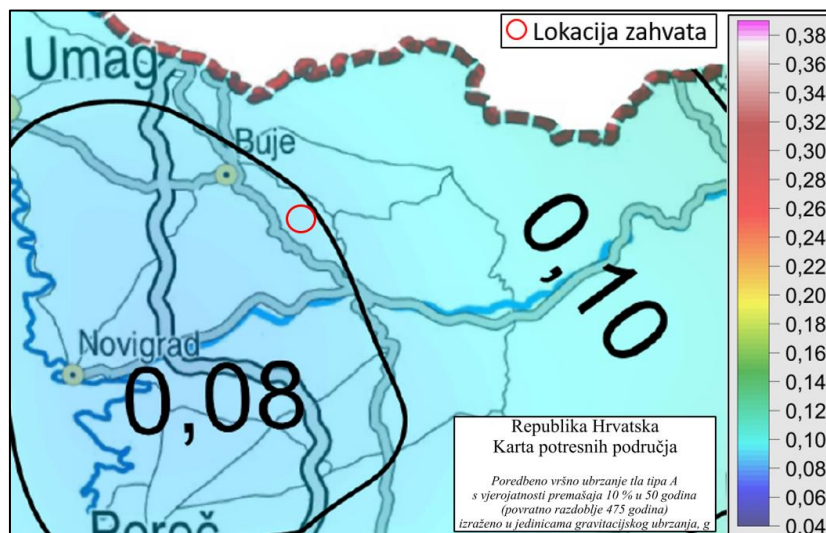 Lokacija zahvata
Umag
Buje
0,10
Novigrad
0,08
Poreč
Republika Hrvatska
Karta potresnih područja
Poredbeno vršno ubrzanje tla tipa A
s vjerojatnosti premašaja 10 % u 50 godina
(povratno razdoblje 475 godina)
izraženo u jedinicama gravitacijskog ubrzanja, g
0,38
0,36
0,34
0,32
0,30
0,28
0,26
0,24
0,22
0,20
0,18
0,16
0,14
0,12
0,10
0,08
0,06
0,04